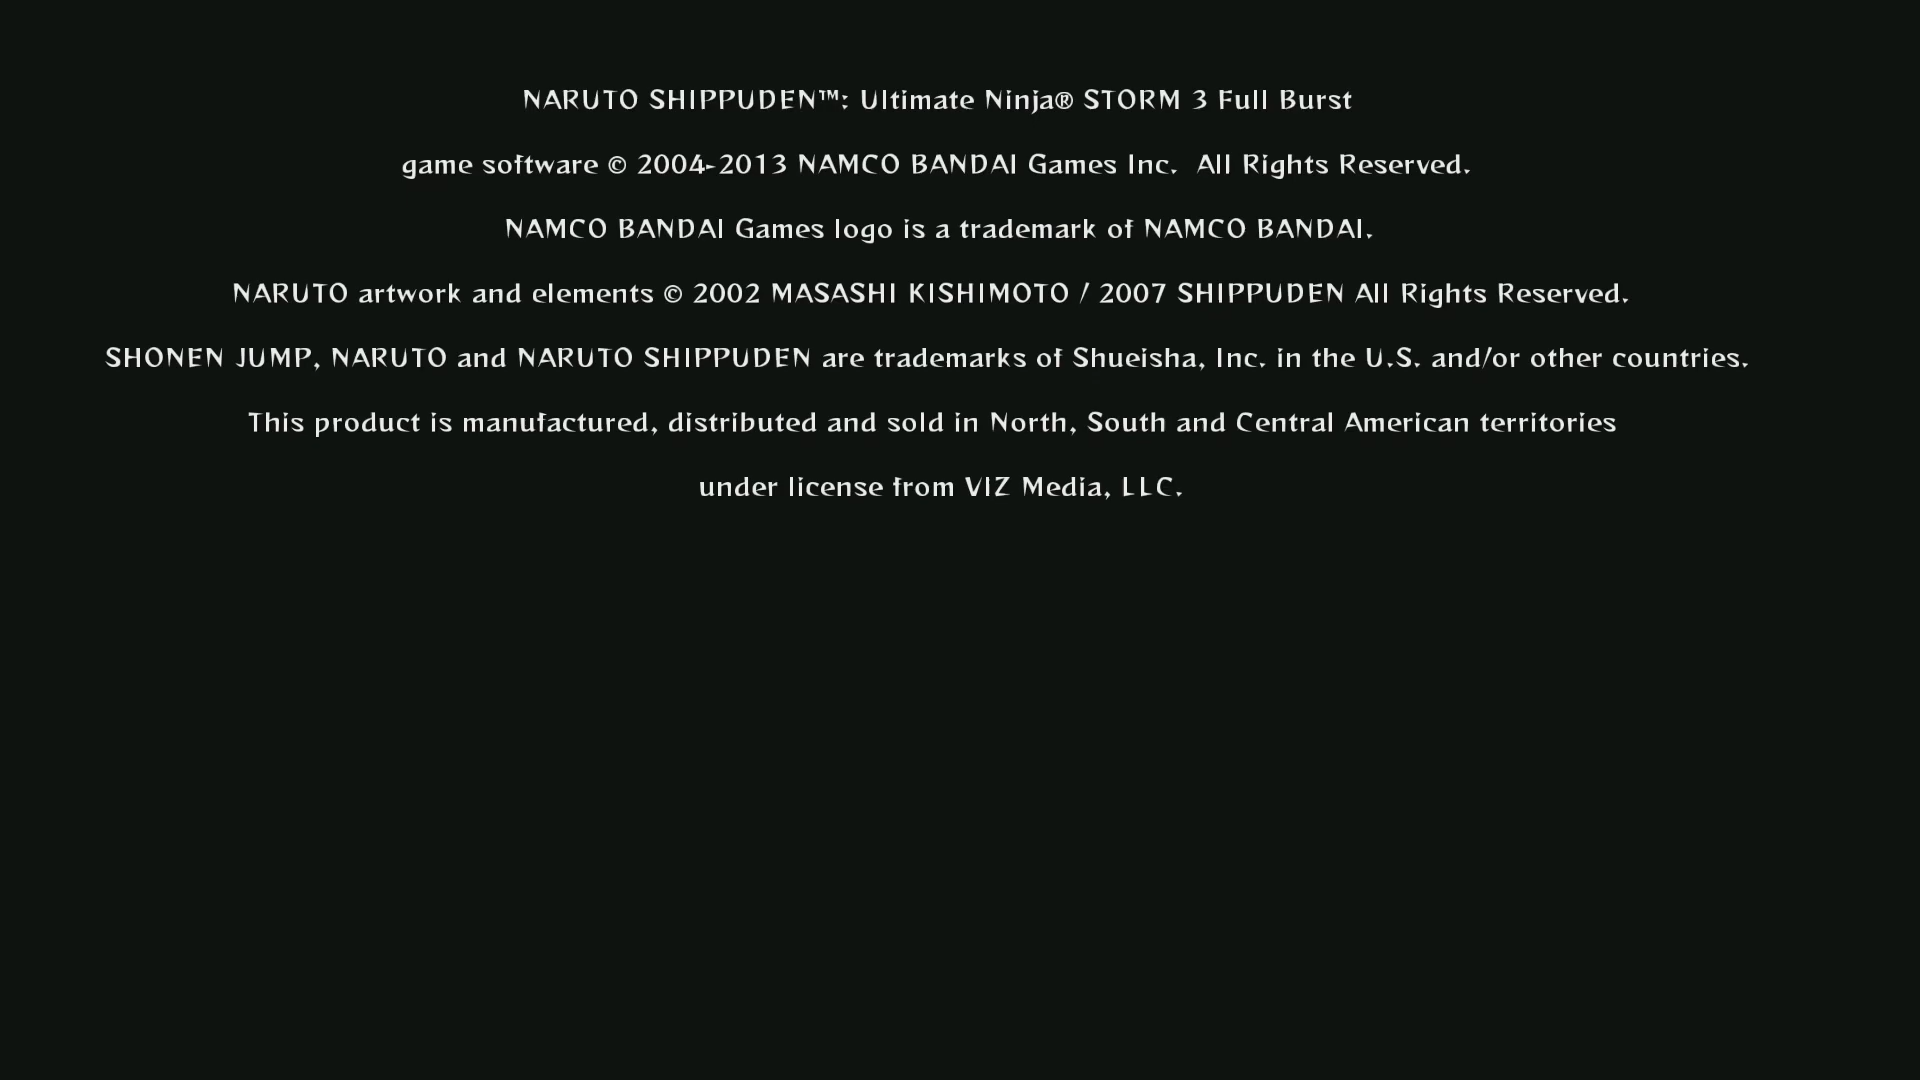 NARUTO SHIPPUDEN™: Ultimate Ninja® STORM 3 Full Burst
game software © 2004-2013 NAMCO BANDAI Games Inc.  All Rights Reserved.
NAMCO BANDAI Games logo is a trademark of NAMCO BANDAI.
NARUTO artwork and elements © 2002 MASASHI KISHIMOTO / 2007 SHIPPUDEN All Rights Reserved.
SHONEN JUMP, NARUTO and NARUTO SHIPPUDEN are trademarks of Shueisha, Inc. in the U.S. and/or other countries.
This product is manufactured, distributed and sold in North, South and Central American territories
under license from VIZ Media, LLC.